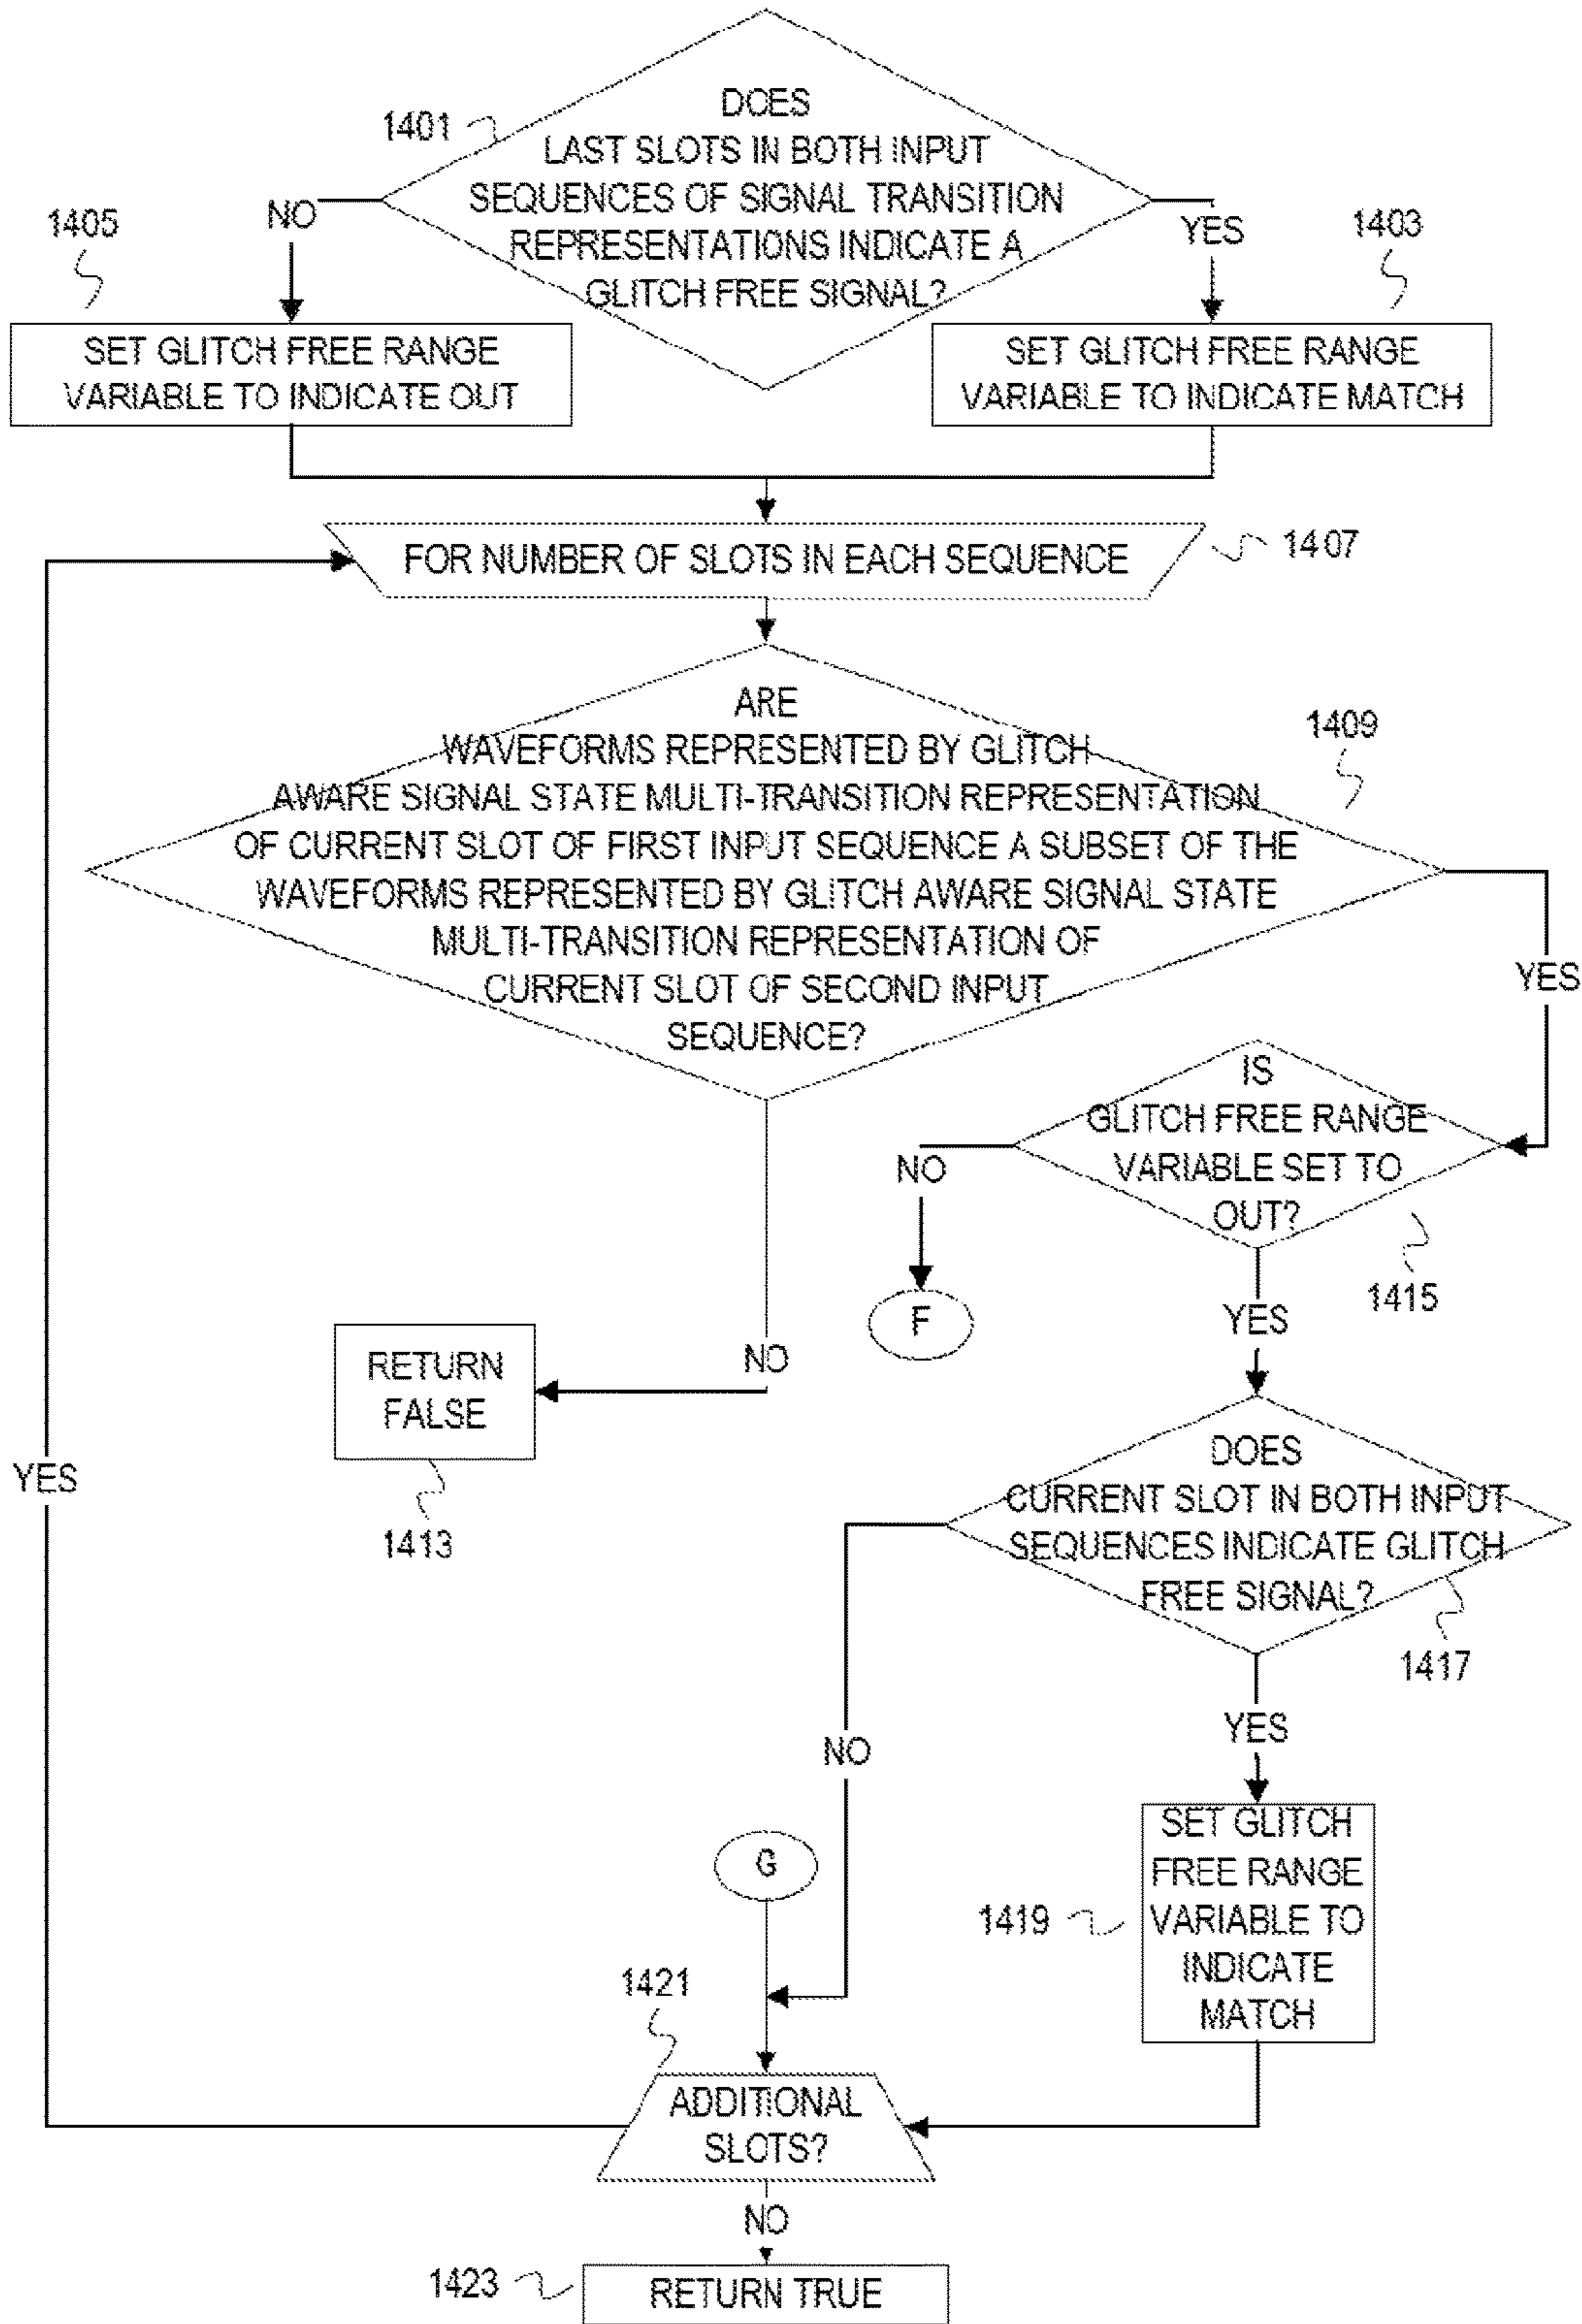 DOES
LAST SLOTS IN BOTH INPUT
SEQUENCES OF SIGNAL TRANSITION
REPRESENTATIONS INDICATE A
GLITCH FREE SIGNAL?
1401
NO
YES
1405
1403
SET GLITCH FREE RANGE
VARIABLE TO INDICATE OUT
SET GLITCH FREE RANGE
VARIABLE TO INDICATE MATCH
FOR NUMBER OF SLOTS IN EACH SEQUENCE
1407
ARE
WAVEFORMS REPRESENTED BY GLITCH
AWARE SIGNAL STATE MULTI-TRANSITION REPRESENTATION
OF CURRENT SLOT OF FIRST INPUT SEQUENCE A SUBSET OF THE
WAVEFORMS REPRESENTED BY GLITCH AWARE SIGNAL STATE
MULTI-TRANSITION REPRESENTATION OF
CURRENT SLOT OF SECOND INPUT
SEQUENCE?
1409
YES
IS
GLITCH FREE RANGE
VARIABLE SET TO
OUT?
1415
NO
F
YES
NO
RETURN
FALSE
1413
YES
DOES
CURRENT SLOT IN BOTH INPUT
SEQUENCES INDICATE GLITCH
FREE SIGNAL?
1417
NO
YES
SET GLITCH
FREE RANGE
VARIABLE TO
INDICATE
MATCH
1419
G
1421
ADDITIONAL
SLOTS?
NO
1423
RETURN TRUE